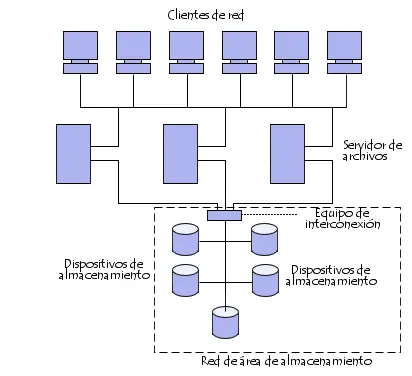 Clientes de red
Servidor de
archivos
Equipo de
interconexión
Dispositivos de
almacenamiento
Dispositivos de
almacenamiento
Red de área de almacenamiento